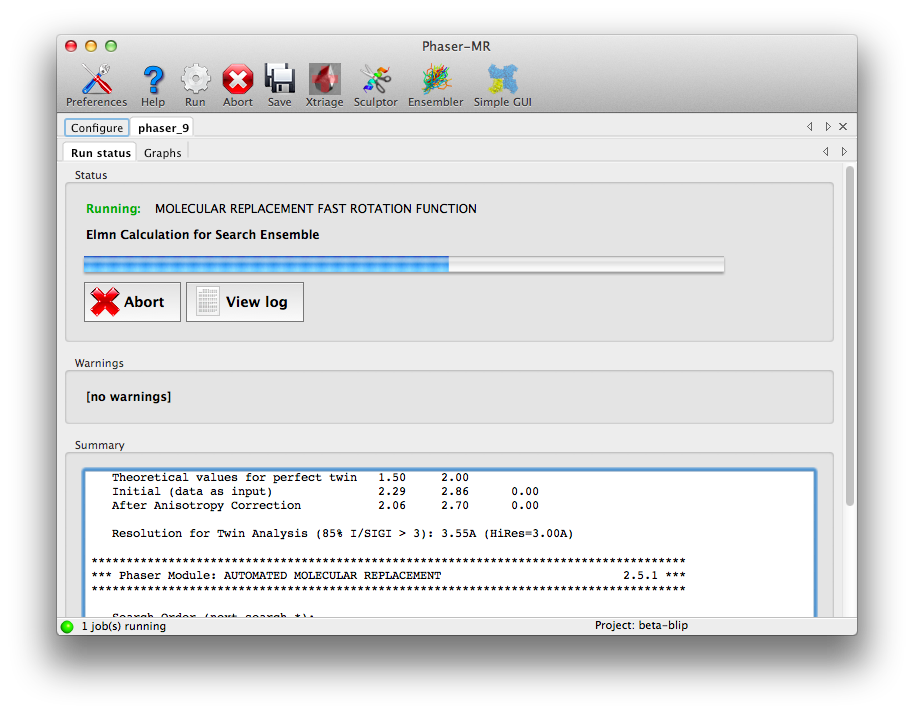 Phaser-MR
Preferences Help Run Abort Save Xtriage Sculptor Ensembler Simple GUI
Configure phaser_9
Run status Graphs
Status
Running: MOLECULAR REPLACEMENT FAST ROTATION FUNCTION
Elmn Calculation for Search Ensemble
Abort View log
Warnings
[no warnings]
Summary
Theoretical values for perfect twin 1.50 2.00
Initial (data as input) 2.29 2.86 0.00
After Anisotropy Correction 2.06 2.70 0.00
Resolution for Twin Analysis (85% I/SIGI > 3): 3.55A (HiRes=3.00A)
*************************************************************************************
*** Phaser Module: AUTOMATED MOLECULAR REPLACEMENT 2.5.1 ***
*************************************************************************************
Search Order (next search *):
1 job(s) running Project: beta-blip